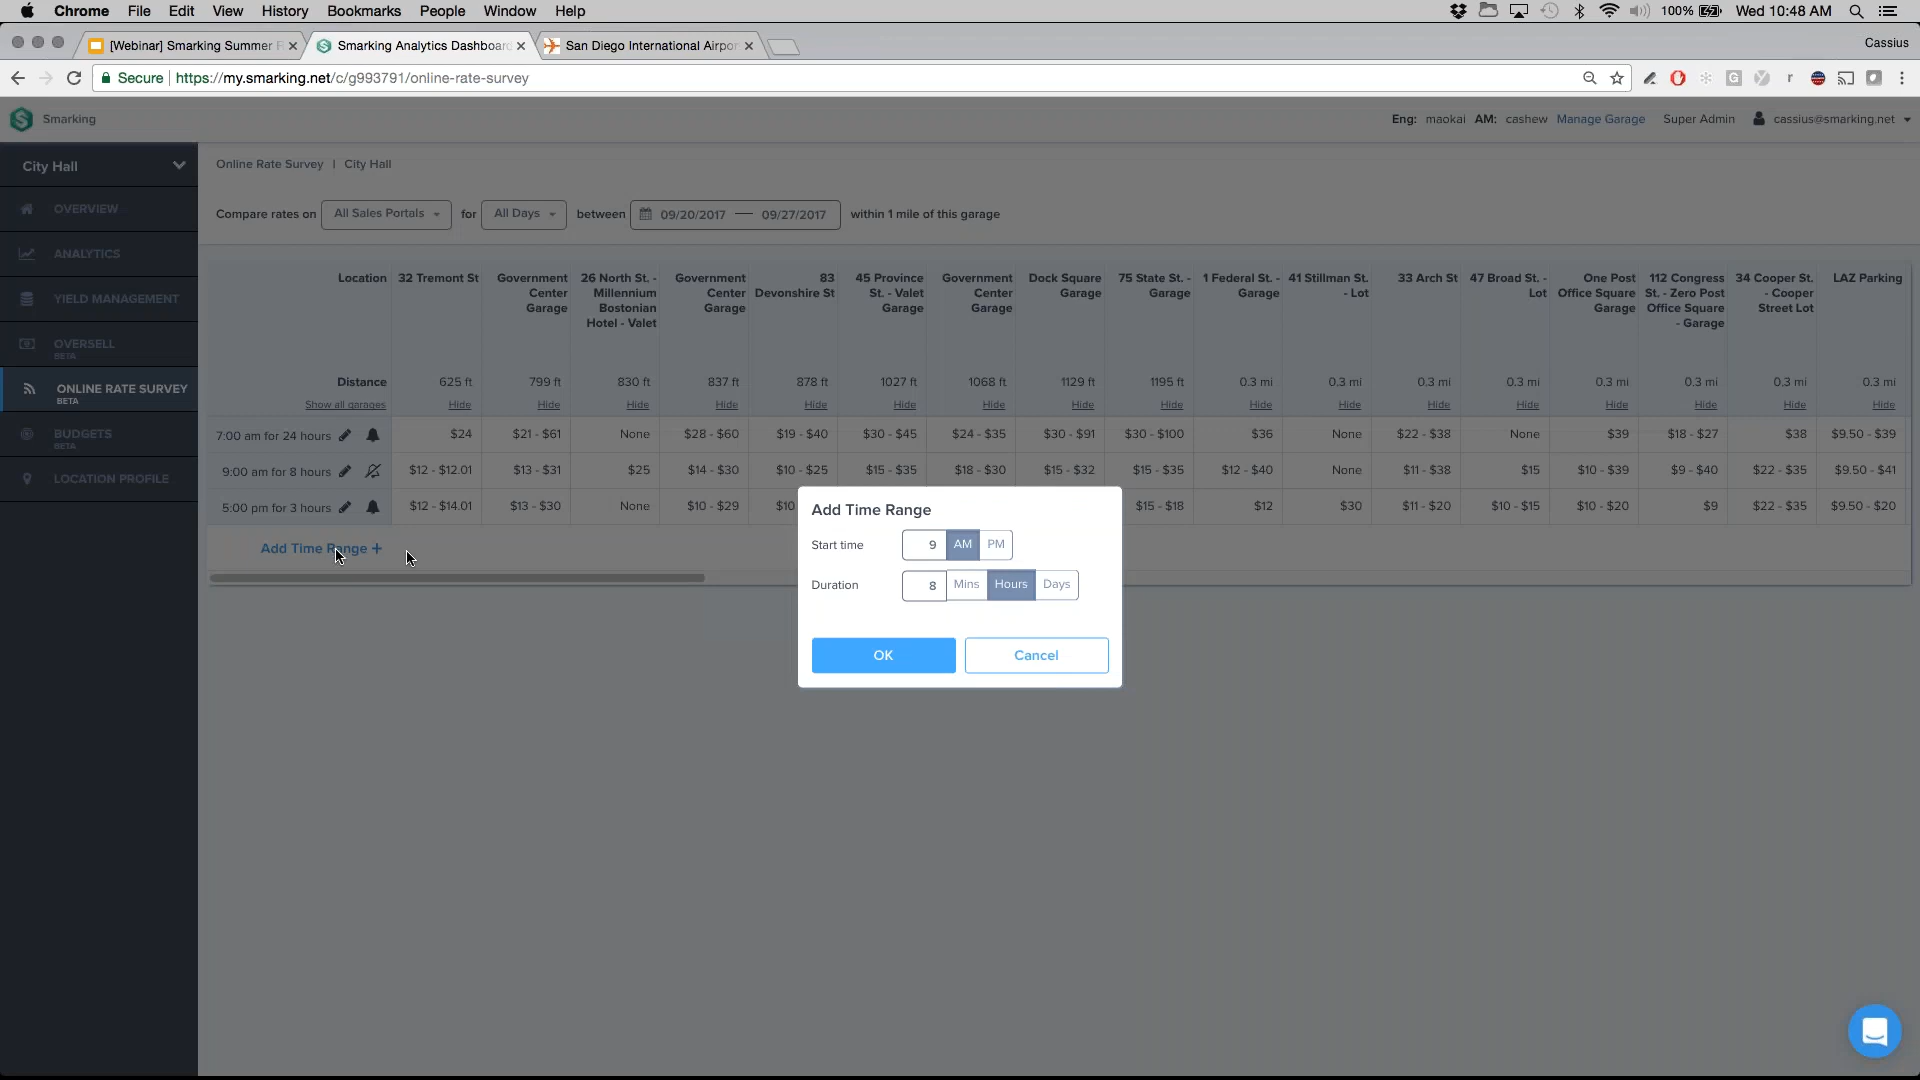 Chrome File Edit View History Bookmarks People Window Help 100% Wed 10:48 AM
[Webinar] Smarking Summer R Smarking Analytics Dashboard San Diego International Airpor Cassius
Secure https://my.smarking.net/c/g993791/online-rate-survey
Smarking Eng: maokai AM: cashew Manage Garage Super Admin cassius@smarking.net
City Hall
OVERVIEW
ANALYTICS
YIELD MANAGEMENT
OVERSELL
BETA
ONLINE RATE SURVEY
BETA
BUDGETS
BETA
LOCATION PROFILE
Online Rate Survey | City Hall
Compare rates on All Sales Portals for All Days between 09/20/2017 — 09/27/2017 within 1 mile of this garage
Location 32 Tremont St Government 26 North St. - Government 83 45 Province Government Dock Square 75 State St. - 1 Federal St. - 41 Stillman St. 33 Arch St 47 Broad St. - One Post 112 Congress 34 Cooper St. LAZ Parking
Center Millennium Center Devonshire St St. - Valet Center Garage Garage Garage - Lot Lot Office Square St. - Zero Post - Cooper
Garage Bostonian Garage Garage Garage Garage Office Square Street Lot
Hotel - Valet - Garage
Distance 625 ft 799 ft 830 ft 837 ft 878 ft 1027 ft 1068 ft 1129 ft 1195 ft 0.3 mi 0.3 mi 0.3 mi 0.3 mi 0.3 mi 0.3 mi 0.3 mi 0.3 mi
Show all garages Hide Hide Hide Hide Hide Hide Hide Hide Hide Hide Hide Hide Hide Hide Hide Hide Hide
7:00 am for 24 hours $24 $21 - $61 None $28 - $60 $19 - $40 $30 - $45 $24 - $35 $30 - $91 $30 - $100 $36 None $22 - $38 None $39 $18 - $27 $38 $9.50 - $39
9:00 am for 8 hours $12 - $12.01 $13 - $31 $25 $14 - $30 $10 - $25 $15 - $35 $18 - $30 $15 - $32 $15 - $35 $12 - $40 None $11 - $38 $15 $10 - $39 $9 - $40 $22 - $35 $9.50 - $41
5:00 pm for 3 hours $12 - $14.01 $13 - $30 None $10 - $29 $10 $15 - $18 $12 $30 $11 - $20 $10 - $15 $10 - $20 $9 $22 - $35 $9.50 - $20
Add Time Range +
Add Time Range
Start time 9 AM PM
Duration 8 Mins Hours Days
OK Cancel